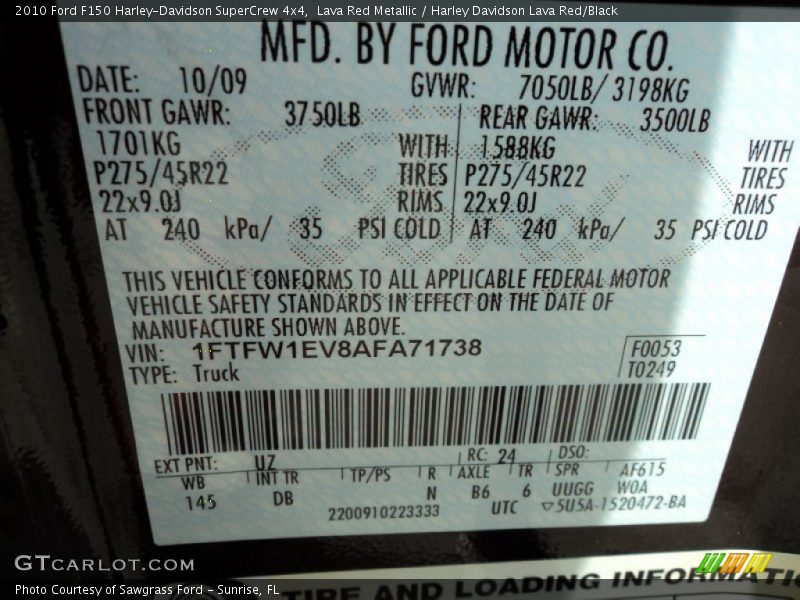 2010 Ford F150 Harley-Davidson SuperCrew 4x4, Lava Red Metallic / Harley Davidson Lava Red/Black
MFD. BY FORD MOTOR CO.
DATE: 10/09 GVWR: 7050LB/ 3198KG
FRONT GAWR: 3750LB REAR GAWR: 3500LB
1701KG WITH 1588KG WITH
P275/45R22 TIRES P275/45R22 TIRES
22x9.0J RIMS 22x9.0J RIMS
AT 240 kPa/ 35 PSI COLD AT 240 kPa/ 35 PSI COLD
THIS VEHICLE CONFORMS TO ALL APPLICABLE FEDERAL MOTOR
VEHICLE SAFETY STANDARDS IN EFFECT ON THE DATE OF
MANUFACTURE SHOWN ABOVE.
VIN: 1FTFW1EV8AFA71738 F0053
TYPE: Truck T0249
EXT PNT: UZ RC: 24 DSO:
WB INT TR TP/PS R AXLE TR SPR AF615
145 DB N B6 6 UUGG W0A
2200910223333 UTC ▽5U5A-1520472-BA
GTCARLOT.COM
TIRE AND LOADING INFORMATIO
Photo Courtesy of Sawgrass Ford - Sunrise, FL